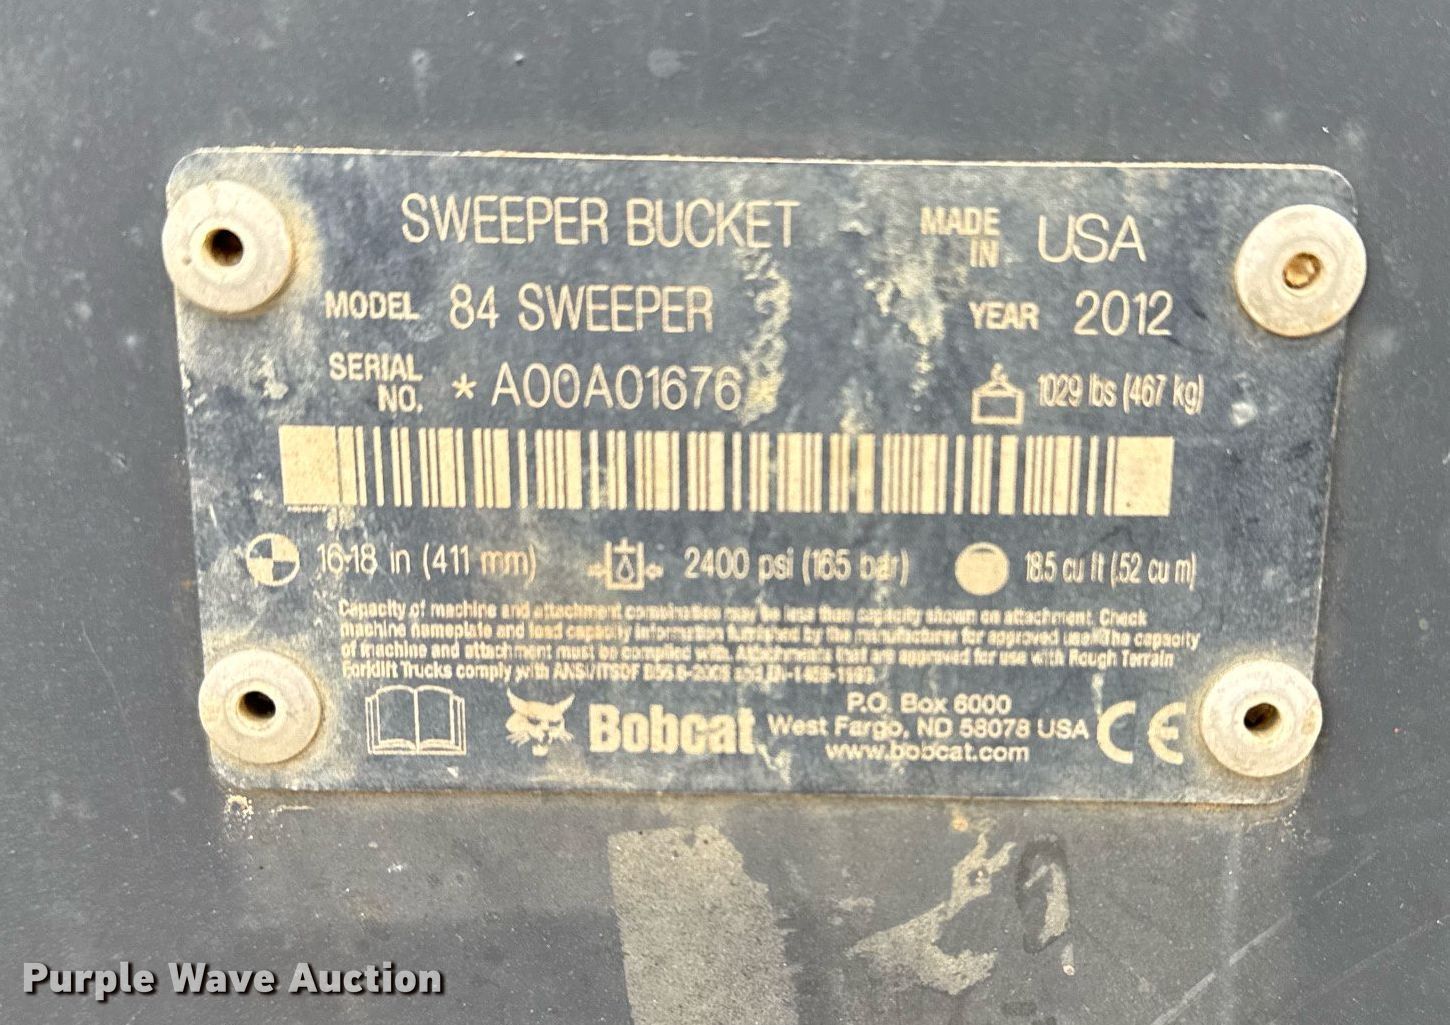 SWEEPER BUCKET
MADE IN USA
MODEL 84 SWEEPER
YEAR 2012
SERIAL NO. *A00A01676*
1029 lbs (467 kg)
16.18 in (411 mm)
2400 psi (165 bar)
18.5 cu ft (.52 cu m)
Capacity of machine and attachment combination may be less than capacity shown on attachment. Check
machine nameplate and load capacity information furnished by the manufacturer for approved use. The capacity
of machine and attachment must be complied with. Attachments that are approved for use with Rough Terrain
Forklift Trucks comply with ANSI/ITSDF and
Bobcat
P.O. Box 6000
West Fargo, ND 58078 USA
www.bobcat.com
CE
Purple Wave Auction